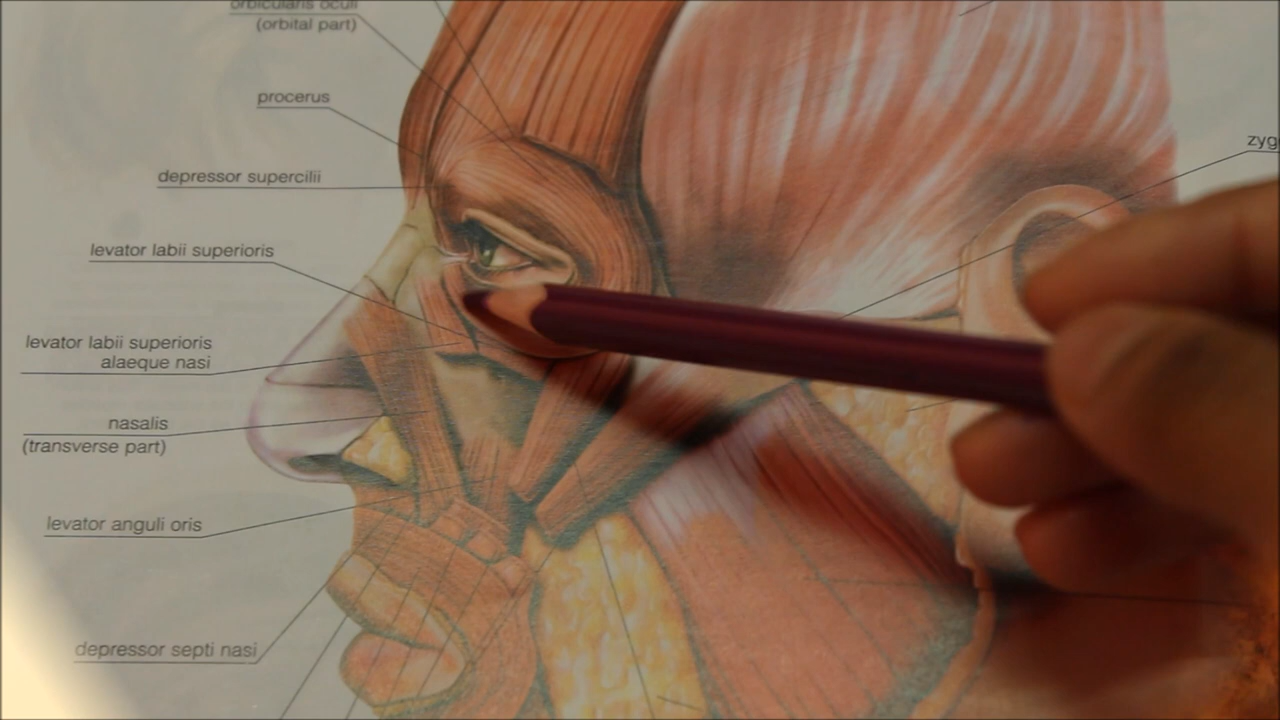 orbicularis oculi
(orbital part)
procerus
depressor supercilii
zyg
levator labii superioris
levator labii superioris
alaeque nasi
nasalis
(transverse part)
levator anguli oris
depressor septi nasi